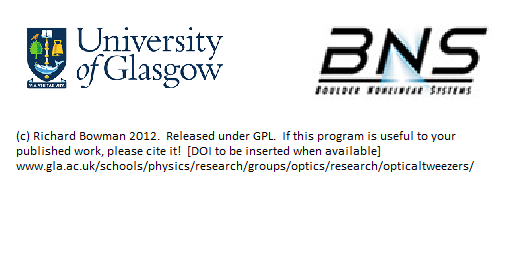 University
of Glasgow
BNS
BOULDER NONLINEAR SYSTEMS
(c) Richard Bowman 2012.  Released under GPL.  If this program is useful to your
published work, please cite it!  [DOI to be inserted when available]
www.gla.ac.uk/schools/physics/research/groups/optics/research/opticaltweezers/